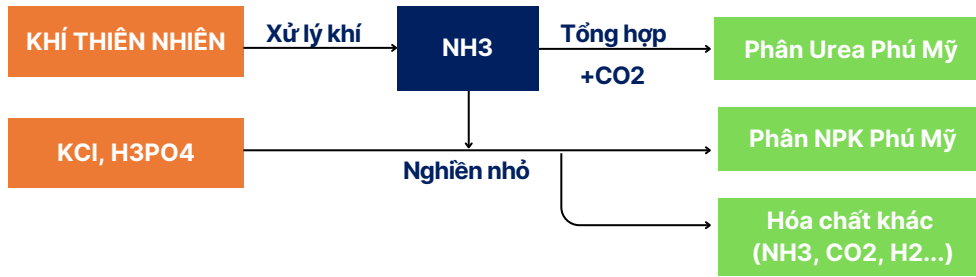 KHÍ THIÊN NHIÊN
Xử lý khí
NH3
Tổng hợp
+CO2
Phân Urea Phú Mỹ
KCl, H3PO4
Nghiền nhỏ
Phân NPK Phú Mỹ
Hóa chất khác
(NH3, CO2, H2...)